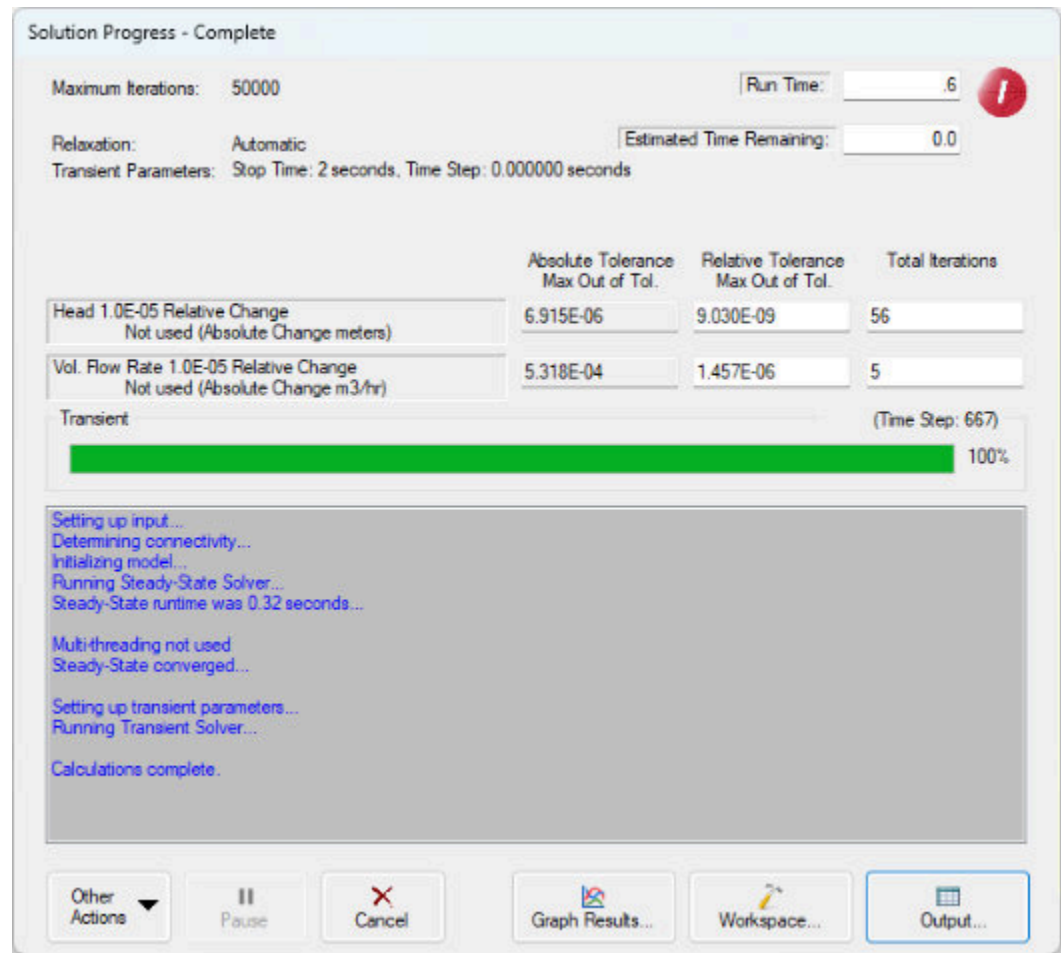 Solution Progress - Complete
Maximum Iterations: 50000
Run Time: .6
Relaxation: Automatic
Estimated Time Remaining: 0.0
Transient Parameters: Stop Time: 2 seconds, Time Step: 0.000000 seconds
Absolute Tolerance Relative Tolerance Total Iterations
Max Out of Tol. Max Out of Tol.
Head 1.0E-05 Relative Change 6.915E-06 9.030E-09 56
Not used (Absolute Change meters)
Vol. Flow Rate 1.0E-05 Relative Change 5.318E-04 1.457E-06 5
Not used (Absolute Change m3/hr)
Transient (Time Step: 667)
100%
Setting up input...
Determining connectivity...
Initializing model...
Running Steady-State Solver...
Steady-State runtime was 0.32 seconds...
Multi-threading not used
Steady-State converged...
Setting up transient parameters...
Running Transient Solver...
Calculations complete.
Other Actions
Pause
Cancel
Graph Results...
Workspace...
Output...